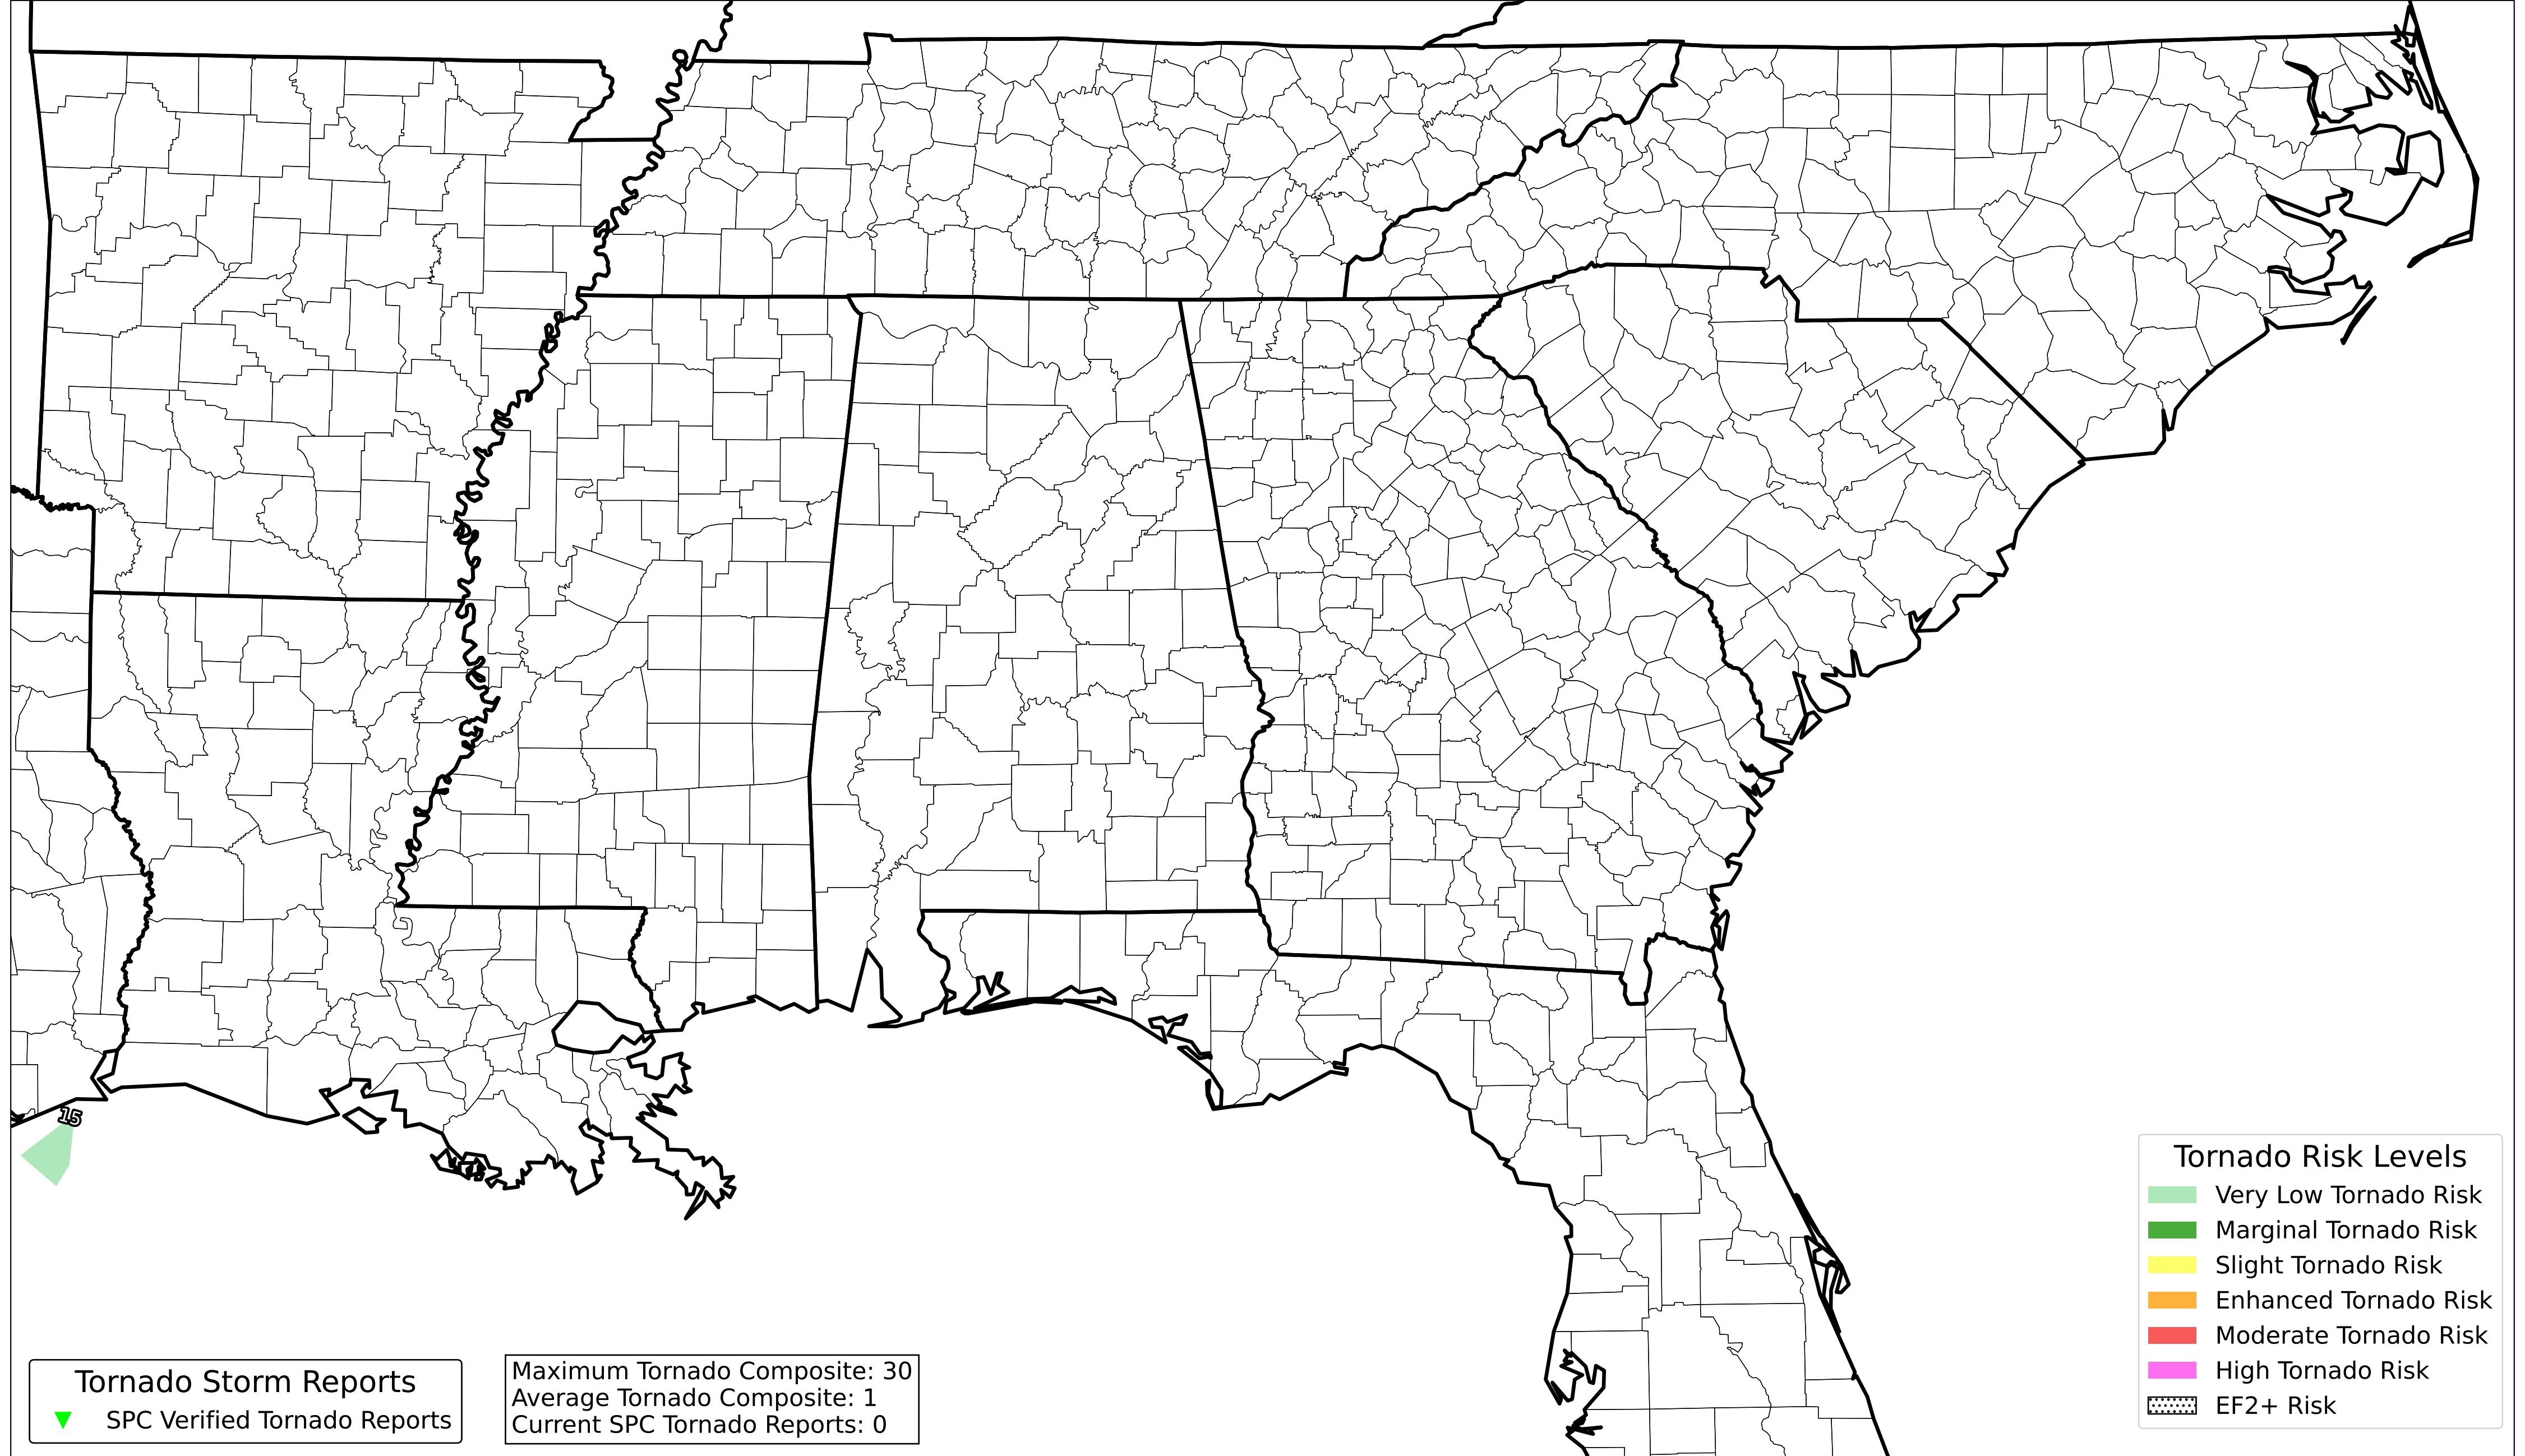 15
Tornado Risk Levels
Very Low Tornado Risk
Marginal Tornado Risk
Slight Tornado Risk
Enhanced Tornado Risk
Moderate Tornado Risk
High Tornado Risk
EF2+ Risk
Tornado Storm Reports
SPC Verified Tornado Reports
Maximum Tornado Composite: 30
Average Tornado Composite: 1
Current SPC Tornado Reports: 0